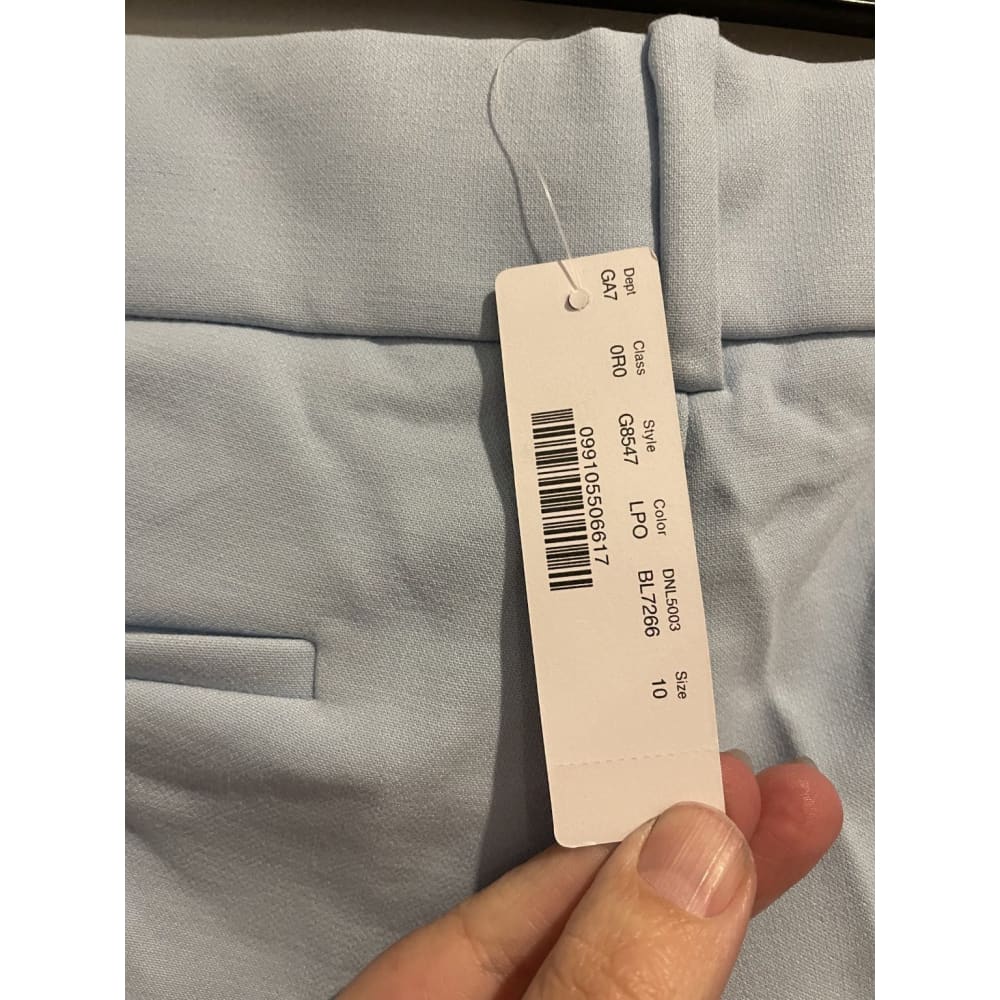 Dept Class Style Color DNL5003 Size
GA7 0R0 G8547 LPO BL7266 10
099105506617